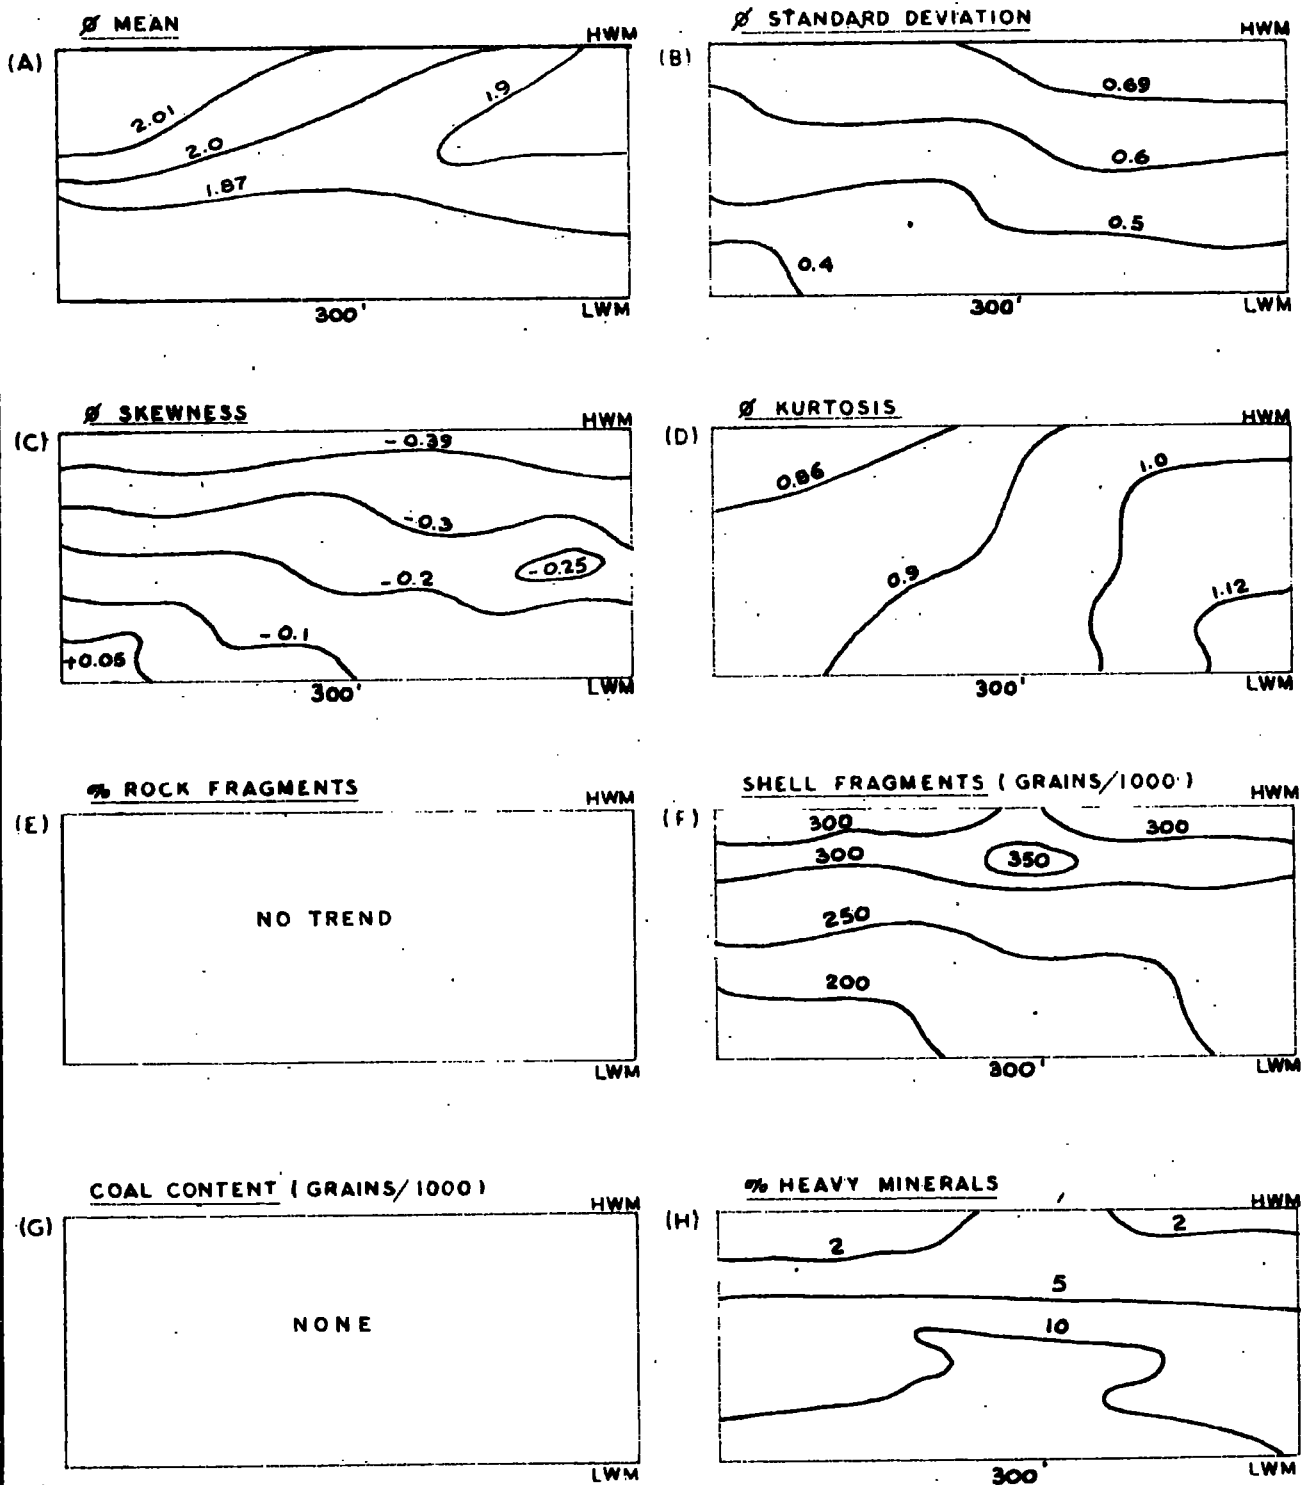 Ø MEAN
HWM
(A)
2.01
2.0
1.9
1.87
300'
LWM
Ø STANDARD DEVIATION
HWM
(B)
0.69
0.6
0.5
0.4
300'
LWM
Ø SKEWNESS
HWM
(C)
- 0.39
- 0.3
- 0.25
- 0.2
- 0.1
+0.05
300'
LWM
Ø KURTOSIS
HWM
(D)
0.86
1.0
0.9
1.12
300'
LWM
% ROCK FRAGMENTS
HWM
(E)
NO TREND
LWM
SHELL FRAGMENTS (GRAINS/1000)
HWM
(F)
300
300
300
350
250
200
300'
LWM
COAL CONTENT (GRAINS/1000)
HWM
(G)
NONE
LWM
% HEAVY MINERALS
HWM
(H)
2
2
5
10
300'
LWM